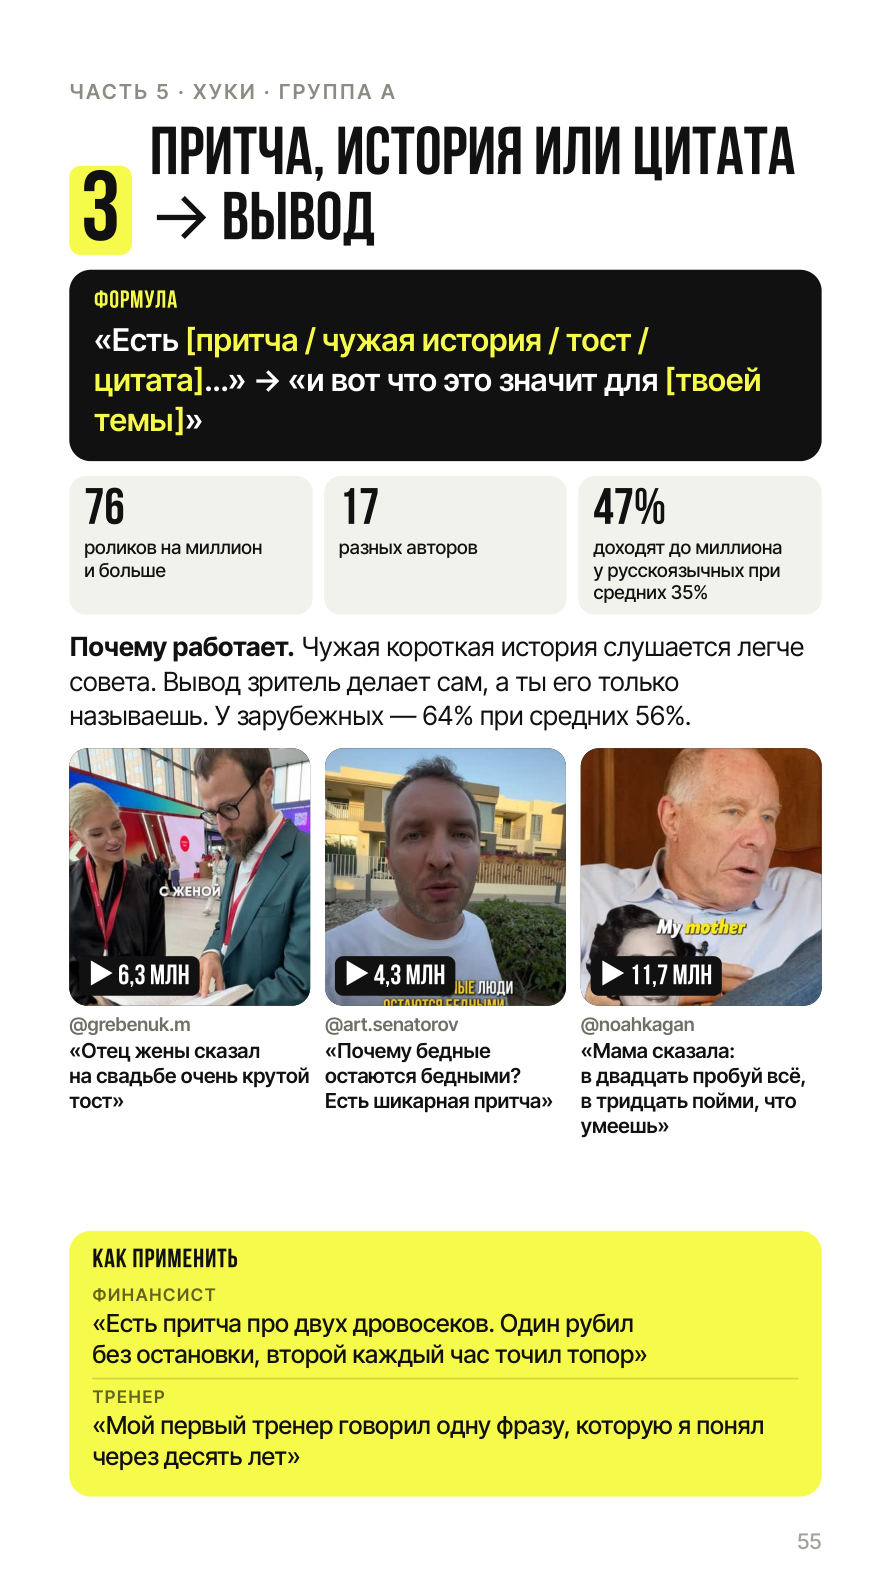 ЧАСТЬ 5 · ХУКИ · ГРУППА А
3 ПРИТЧА, ИСТОРИЯ ИЛИ ЦИТАТА
→ ВЫВОД
ФОРМУЛА
«Есть [притча / чужая история / тост /
цитата]...» → «и вот что это значит для [твоей
темы]»
76
роликов на миллион
и больше
17
разных авторов
47%
доходят до миллиона
у русскоязычных при
средних 35%
Почему работает. Чужая короткая история слушается легче
совета. Вывод зритель делает сам, а ты его только
называешь. У зарубежных — 64% при средних 56%.
С ЖЕНОЙ
6,3 МЛН
@grebenuk.m
«Отец жены сказал
на свадьбе очень крутой
тост»
ЛЮДИ
ОСТАЮТСЯ БЕДНЫМИ
4,3 МЛН
@art.senatorov
«Почему бедные
остаются бедными?
Есть шикарная притча»
My mother
11,7 МЛН
@noahkagan
«Мама сказала:
в двадцать пробуй всё,
в тридцать пойми, что
умеешь»
КАК ПРИМЕНИТЬ
ФИНАНСИСТ
«Есть притча про двух дровосеков. Один рубил
без остановки, второй каждый час точил топор»
ТРЕНЕР
«Мой первый тренер говорил одну фразу, которую я понял
через десять лет»
55